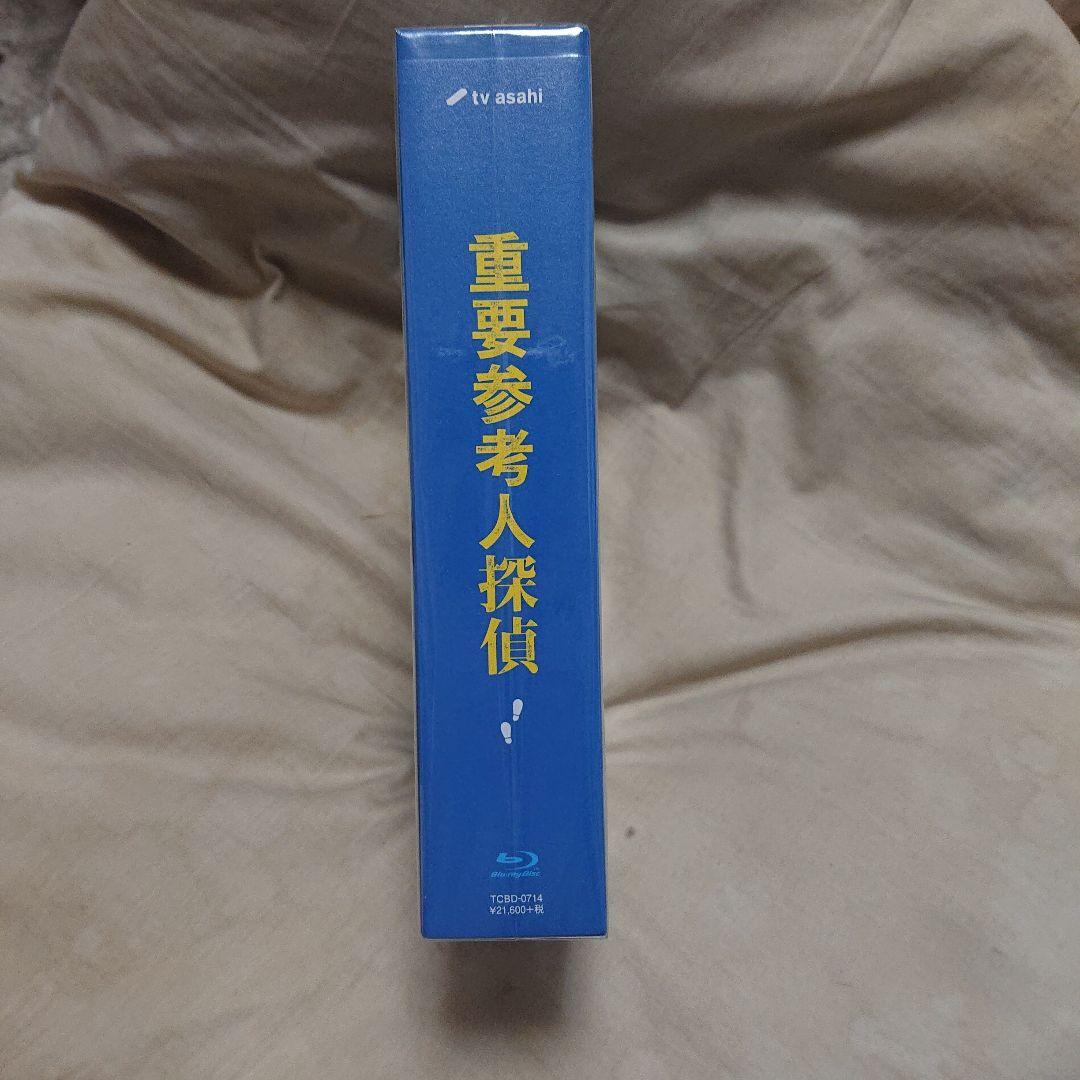 tv asahi
重要参考人探偵
Blu-ray Disc
TCBD-0714
¥21,600+税